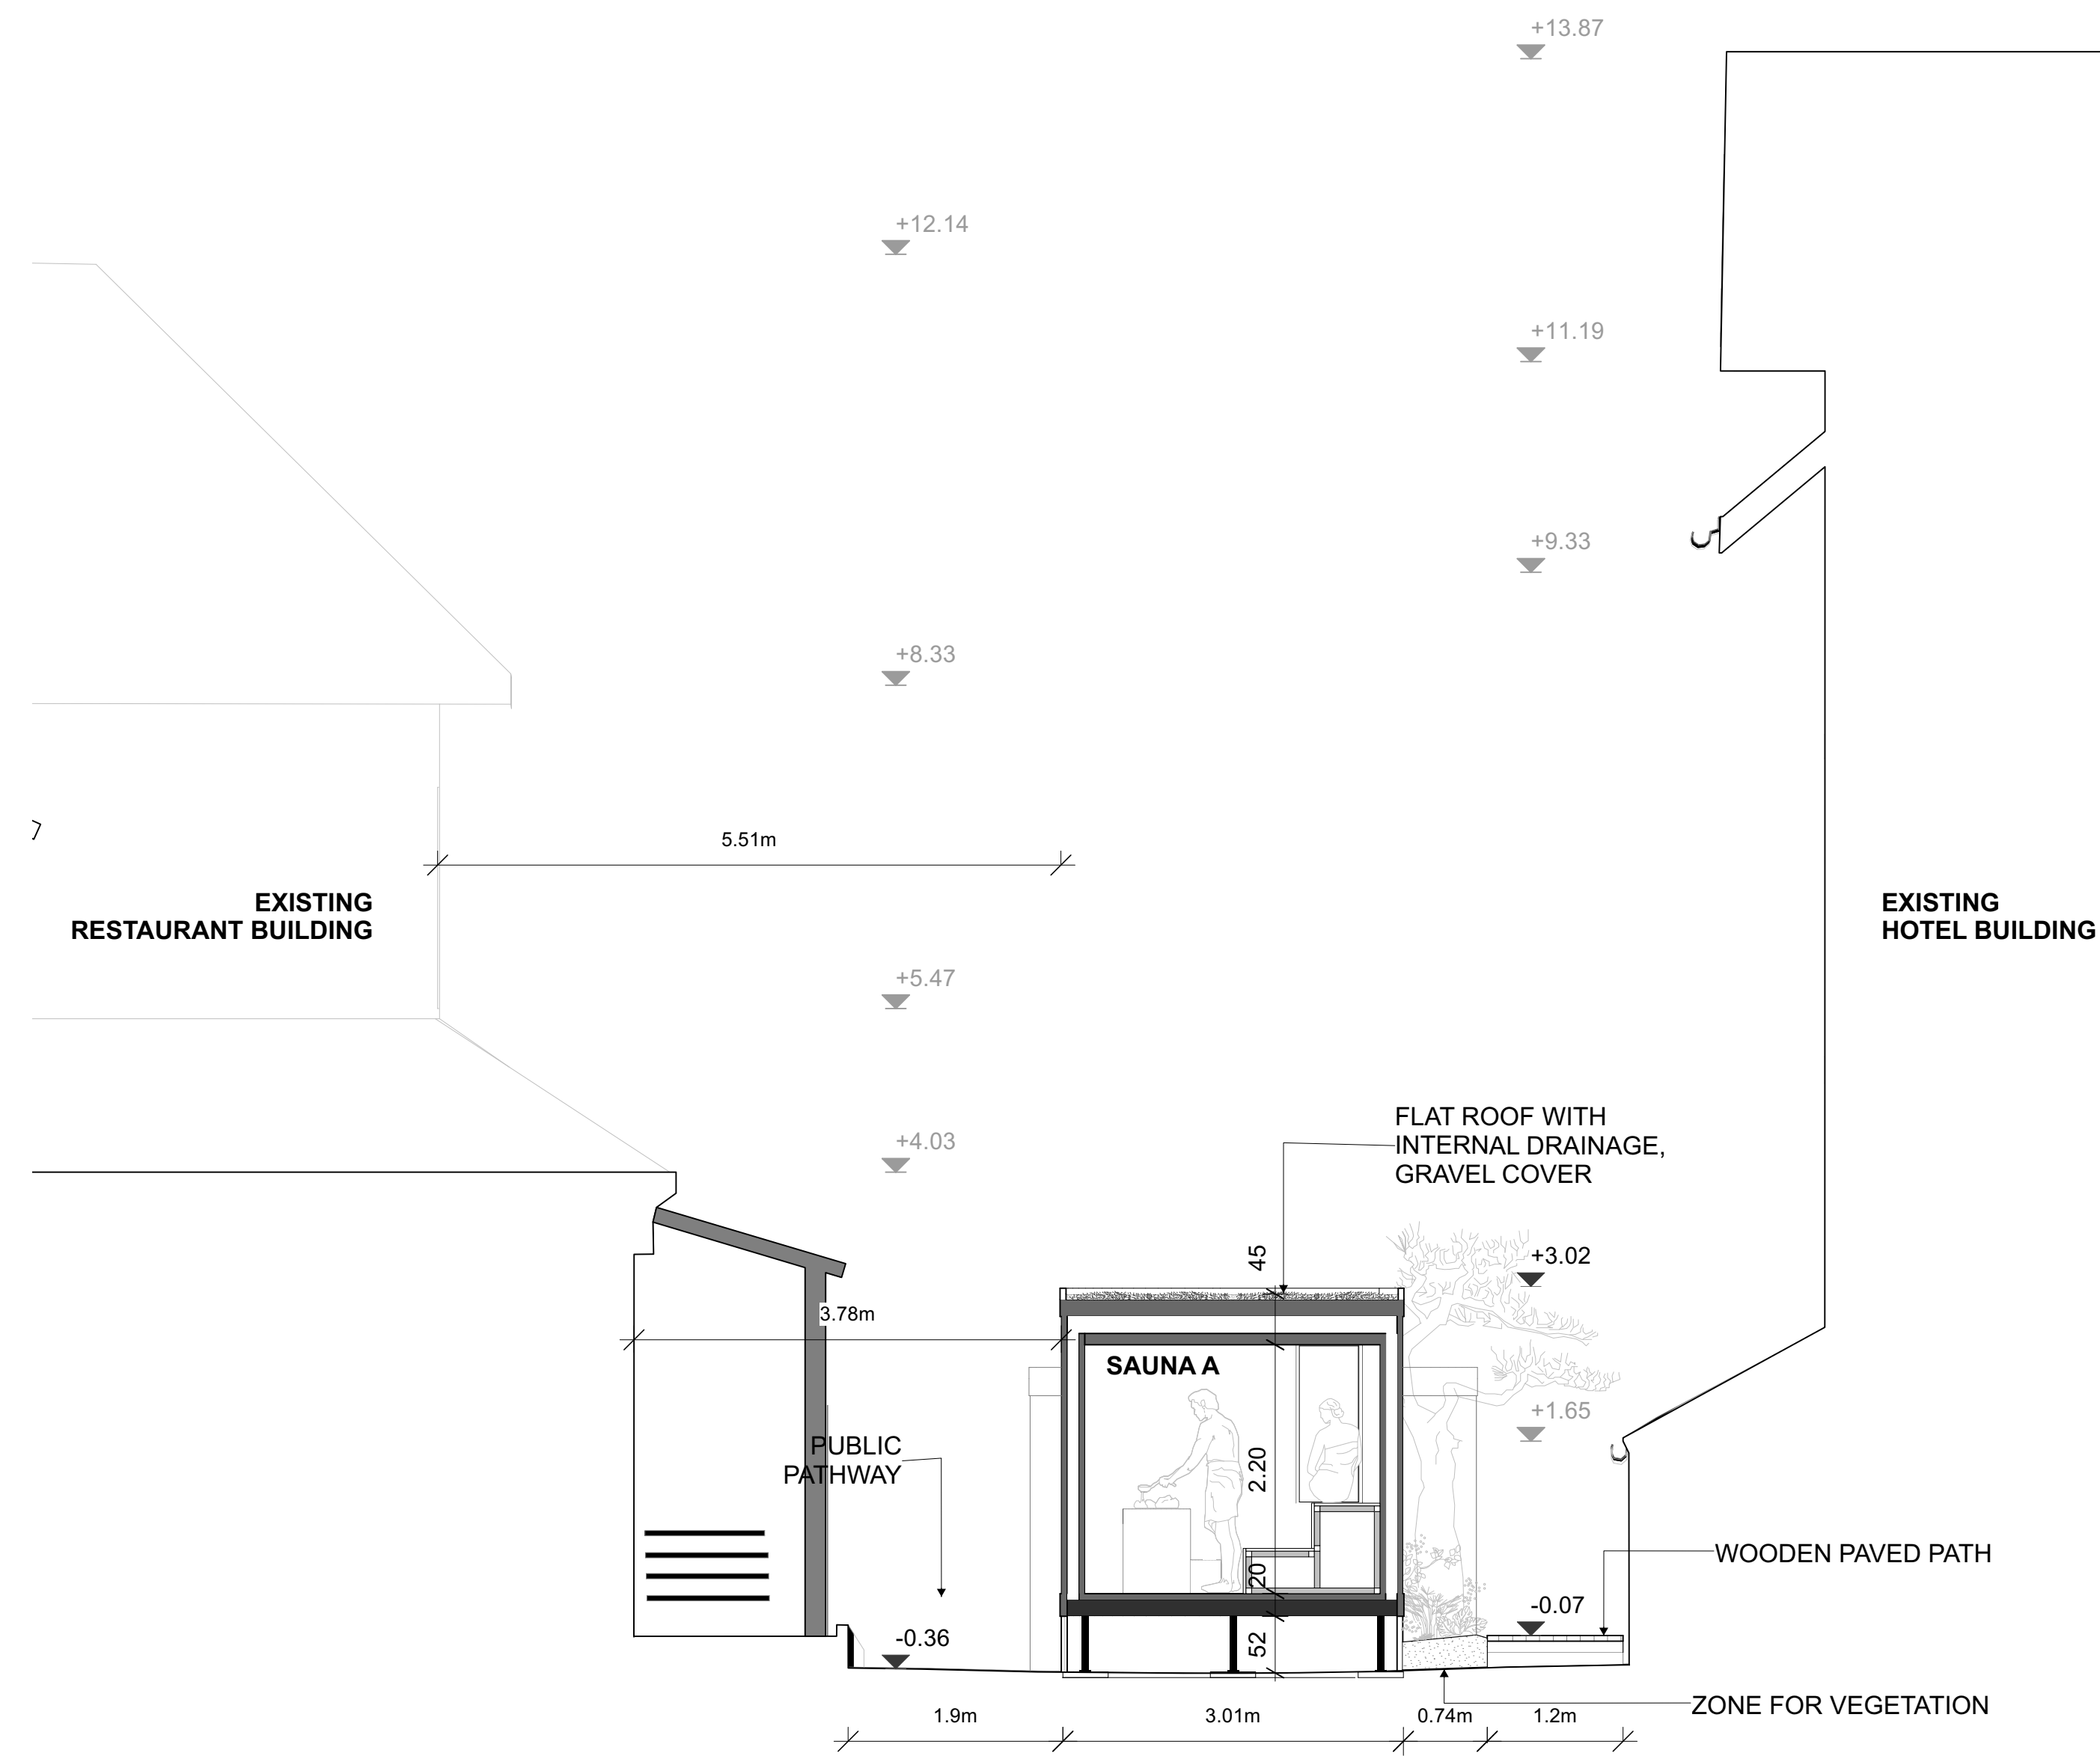 +13.87
+12.14
+11.19
+9.33
+8.33
5.51m
EXISTING
RESTAURANT BUILDING
EXISTING
HOTEL BUILDING
+5.47
+4.03
FLAT ROOF WITH
INTERNAL DRAINAGE,
GRAVEL COVER
45
+3.02
3.78m
SAUNA A
+1.65
PUBLIC
PATHWAY
2.20
WOODEN PAVED PATH
20
-0.07
-0.36
52
ZONE FOR VEGETATION
1.9m
3.01m
0.74m
1.2m